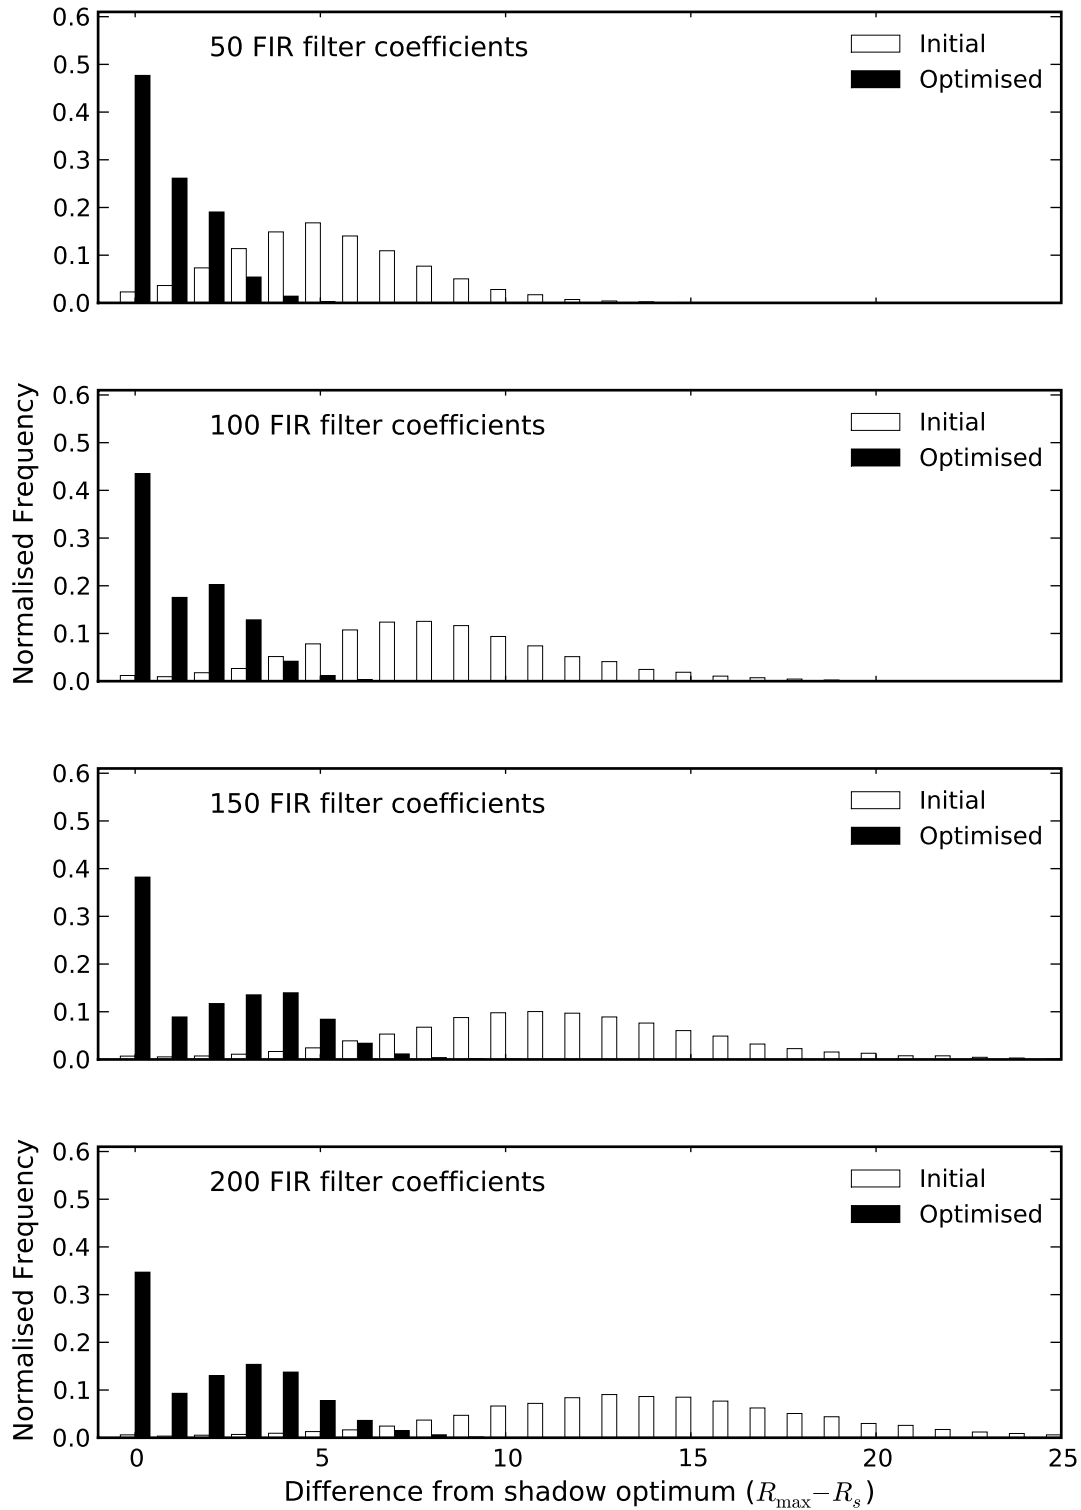 50 FIR filter coefficients
Initial
Optimised
0.6
0.5
0.4
0.3
0.2
0.1
0.0
100 FIR filter coefficients
Initial
Optimised
Normalised Frequency
0.6
0.5
0.4
0.3
0.2
0.1
0.0
150 FIR filter coefficients
Initial
Optimised
0.6
0.5
0.4
0.3
0.2
0.1
0.0
200 FIR filter coefficients
Initial
Optimised
Normalised Frequency
0.6
0.5
0.4
0.3
0.2
0.1
0.0
0 5 10 15 20 25
Difference from shadow optimum (R_max−R_s)